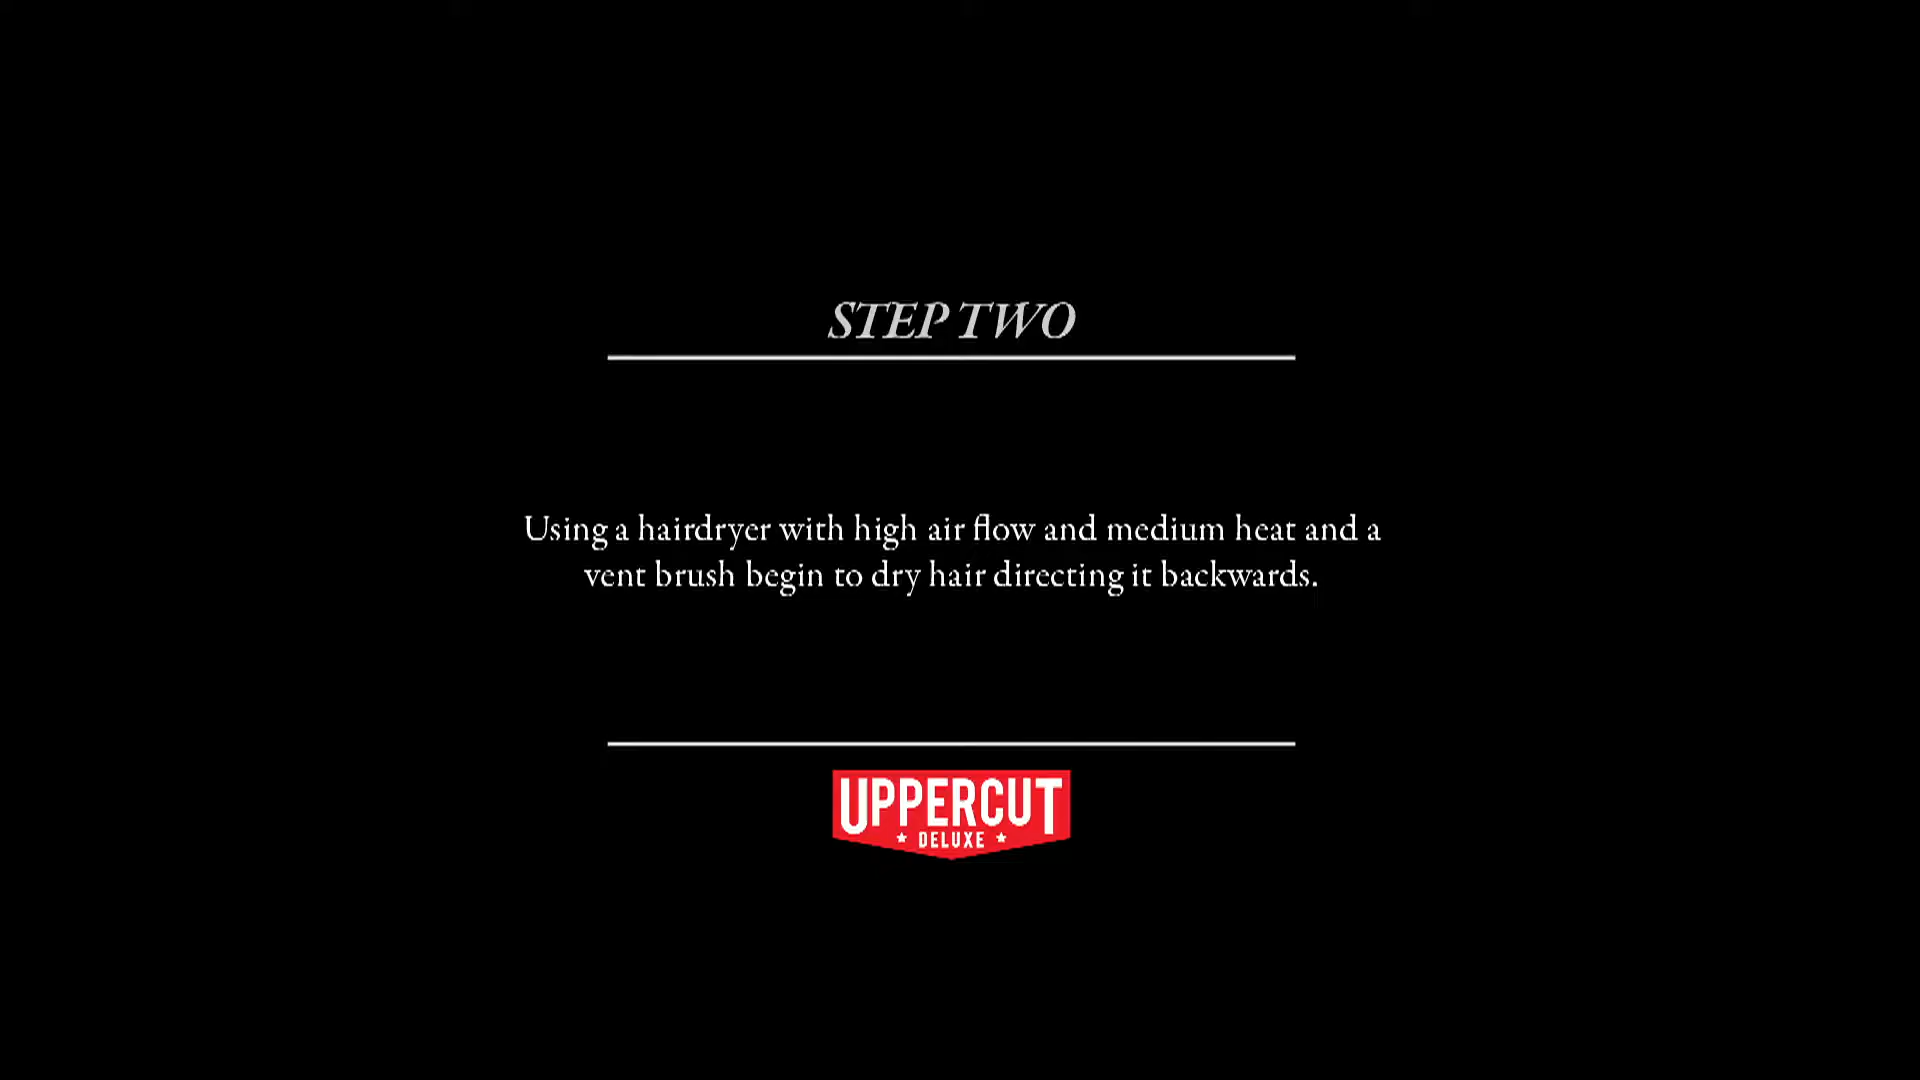 STEP TWO
Using a hairdryer with high air flow and medium heat and a
vent brush begin to dry hair directing it backwards.
UPPERCUT
DELUXE